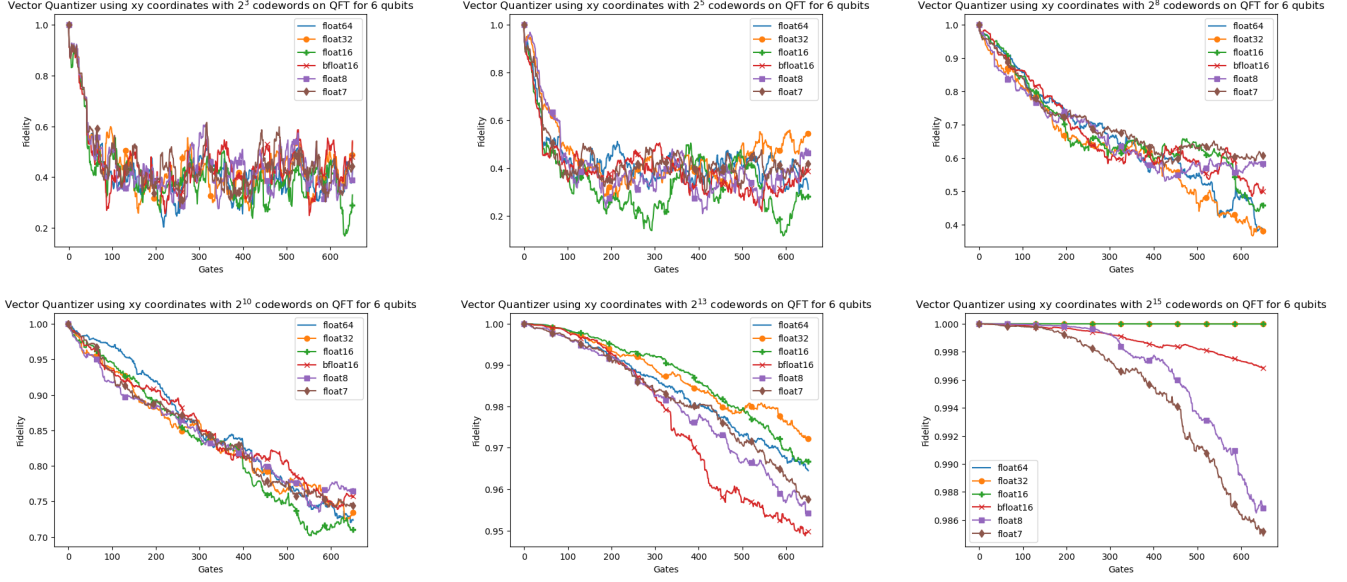 Vector Quantizer using xy coordinates with 2^3 codewords on QFT for 6 qubits
Fidelity
1.0
0.8
0.6
0.4
0.2
float64
float32
float16
bfloat16
float8
float7
0 100 200 300 400 500 600
Gates
Vector Quantizer using xy coordinates with 2^5 codewords on QFT for 6 qubits
Fidelity
1.0
0.8
0.6
0.4
0.2
float64
float32
float16
bfloat16
float8
float7
0 100 200 300 400 500 600
Gates
Vector Quantizer using xy coordinates with 2^8 codewords on QFT for 6 qubits
Fidelity
1.0
0.9
0.8
0.7
0.6
0.5
0.4
float64
float32
float16
bfloat16
float8
float7
0 100 200 300 400 500 600
Gates
Vector Quantizer using xy coordinates with 2^10 codewords on QFT for 6 qubits
Fidelity
1.00
0.95
0.90
0.85
0.80
0.75
0.70
float64
float32
float16
bfloat16
float8
float7
0 100 200 300 400 500 600
Gates
Vector Quantizer using xy coordinates with 2^13 codewords on QFT for 6 qubits
Fidelity
1.00
0.99
0.98
0.97
0.96
0.95
float64
float32
float16
bfloat16
float8
float7
0 100 200 300 400 500 600
Gates
Vector Quantizer using xy coordinates with 2^15 codewords on QFT for 6 qubits
Fidelity
1.000
0.998
0.996
0.994
0.992
0.990
0.988
0.986
float64
float32
float16
bfloat16
float8
float7
0 100 200 300 400 500 600
Gates